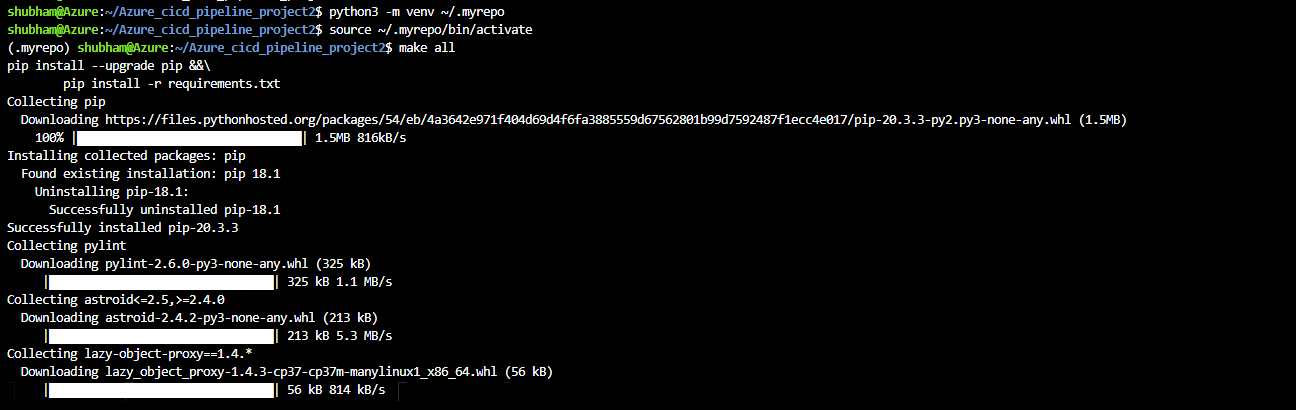 shubham@Azure:~/Azure_cicd_pipeline_project2$ python3 -m venv ~/.myrepo
shubham@Azure:~/Azure_cicd_pipeline_project2$ source ~/.myrepo/bin/activate
(.myrepo) shubham@Azure:~/Azure_cicd_pipeline_project2$ make all
pip install --upgrade pip &&\
        pip install -r requirements.txt
Collecting pip
  Downloading https://files.pythonhosted.org/packages/54/eb/4a3642e971f404d69d4f6fa3885559d67562801b99d7592487f1ecc4e017/pip-20.3.3-py2.py3-none-any.whl (1.5MB)
    100% |████████████████████████████████| 1.5MB 816kB/s
Installing collected packages: pip
  Found existing installation: pip 18.1
    Uninstalling pip-18.1:
      Successfully uninstalled pip-18.1
Successfully installed pip-20.3.3
Collecting pylint
  Downloading pylint-2.6.0-py3-none-any.whl (325 kB)
     |████████████████████████████████| 325 kB 1.1 MB/s
Collecting astroid<=2.5,>=2.4.0
  Downloading astroid-2.4.2-py3-none-any.whl (213 kB)
     |████████████████████████████████| 213 kB 5.3 MB/s
Collecting lazy-object-proxy==1.4.*
  Downloading lazy_object_proxy-1.4.3-cp37-cp37m-manylinux1_x86_64.whl (56 kB)
     |████████████████████████████████| 56 kB 814 kB/s